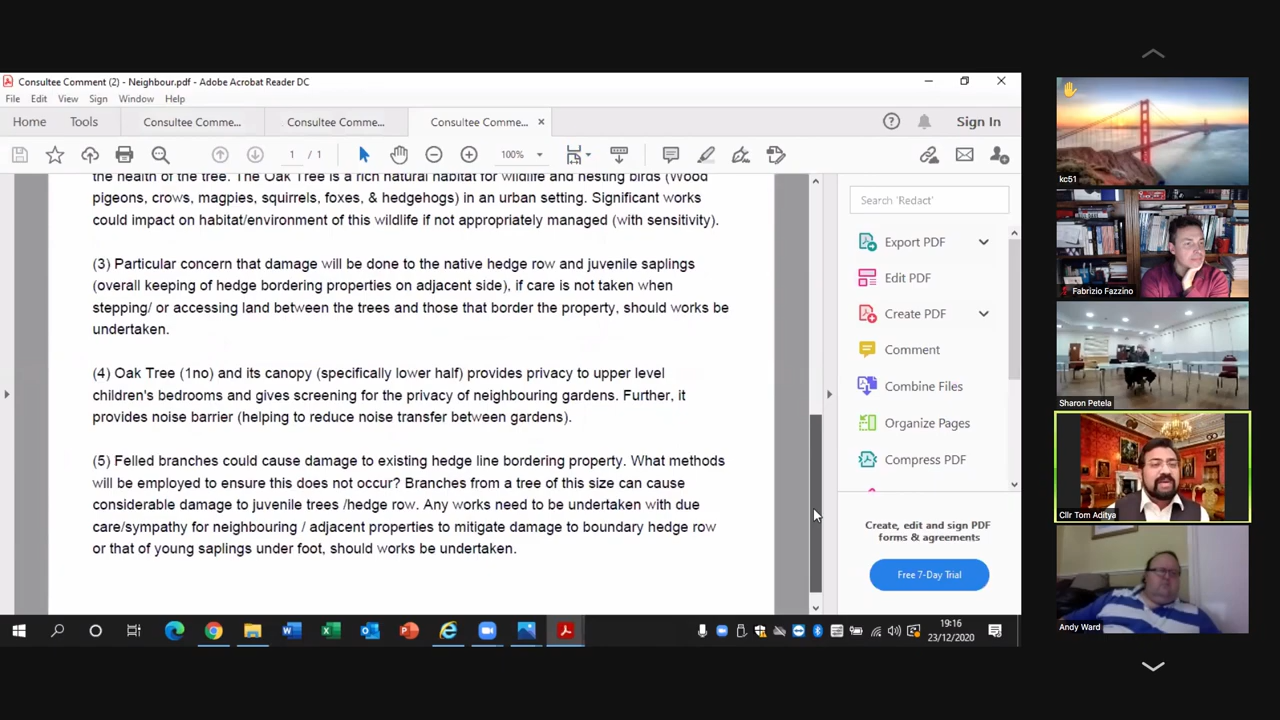 Consultee Comment (2) - Neighbour.pdf - Adobe Acrobat Reader DC
File Edit View Sign Window Help
Home Tools Consultee Comme... Consultee Comme... Consultee Comme... Sign In
1 / 1 100%
the health of the tree. The Oak Tree is a rich natural habitat for wildlife and nesting birds (Wood
pigeons, crows, magpies, squirrels, foxes, & hedgehogs) in an urban setting. Significant works
could impact on habitat/environment of this wildlife if not appropriately managed (with sensitivity).
(3) Particular concern that damage will be done to the native hedge row and juvenile saplings
(overall keeping of hedge bordering properties on adjacent side), if care is not taken when
stepping/ or accessing land between the trees and those that border the property, should works be
undertaken.
(4) Oak Tree (1no) and its canopy (specifically lower half) provides privacy to upper level
children's bedrooms and gives screening for the privacy of neighbouring gardens. Further, it
provides noise barrier (helping to reduce noise transfer between gardens).
(5) Felled branches could cause damage to existing hedge line bordering property. What methods
will be employed to ensure this does not occur? Branches from a tree of this size can cause
considerable damage to juvenile trees /hedge row. Any works need to be undertaken with due
care/sympathy for neighbouring / adjacent properties to mitigate damage to boundary hedge row
or that of young saplings under foot, should works be undertaken.
Search 'Redact'
Export PDF
Edit PDF
Create PDF
Comment
Combine Files
Organize Pages
Compress PDF
Create, edit and sign PDF
forms & agreements
Free 7-Day Trial
19:16
23/12/2020
kc51
Fabrizio Fazzino
Sharon Petela
Cllr Tom Aditya
Andy Ward